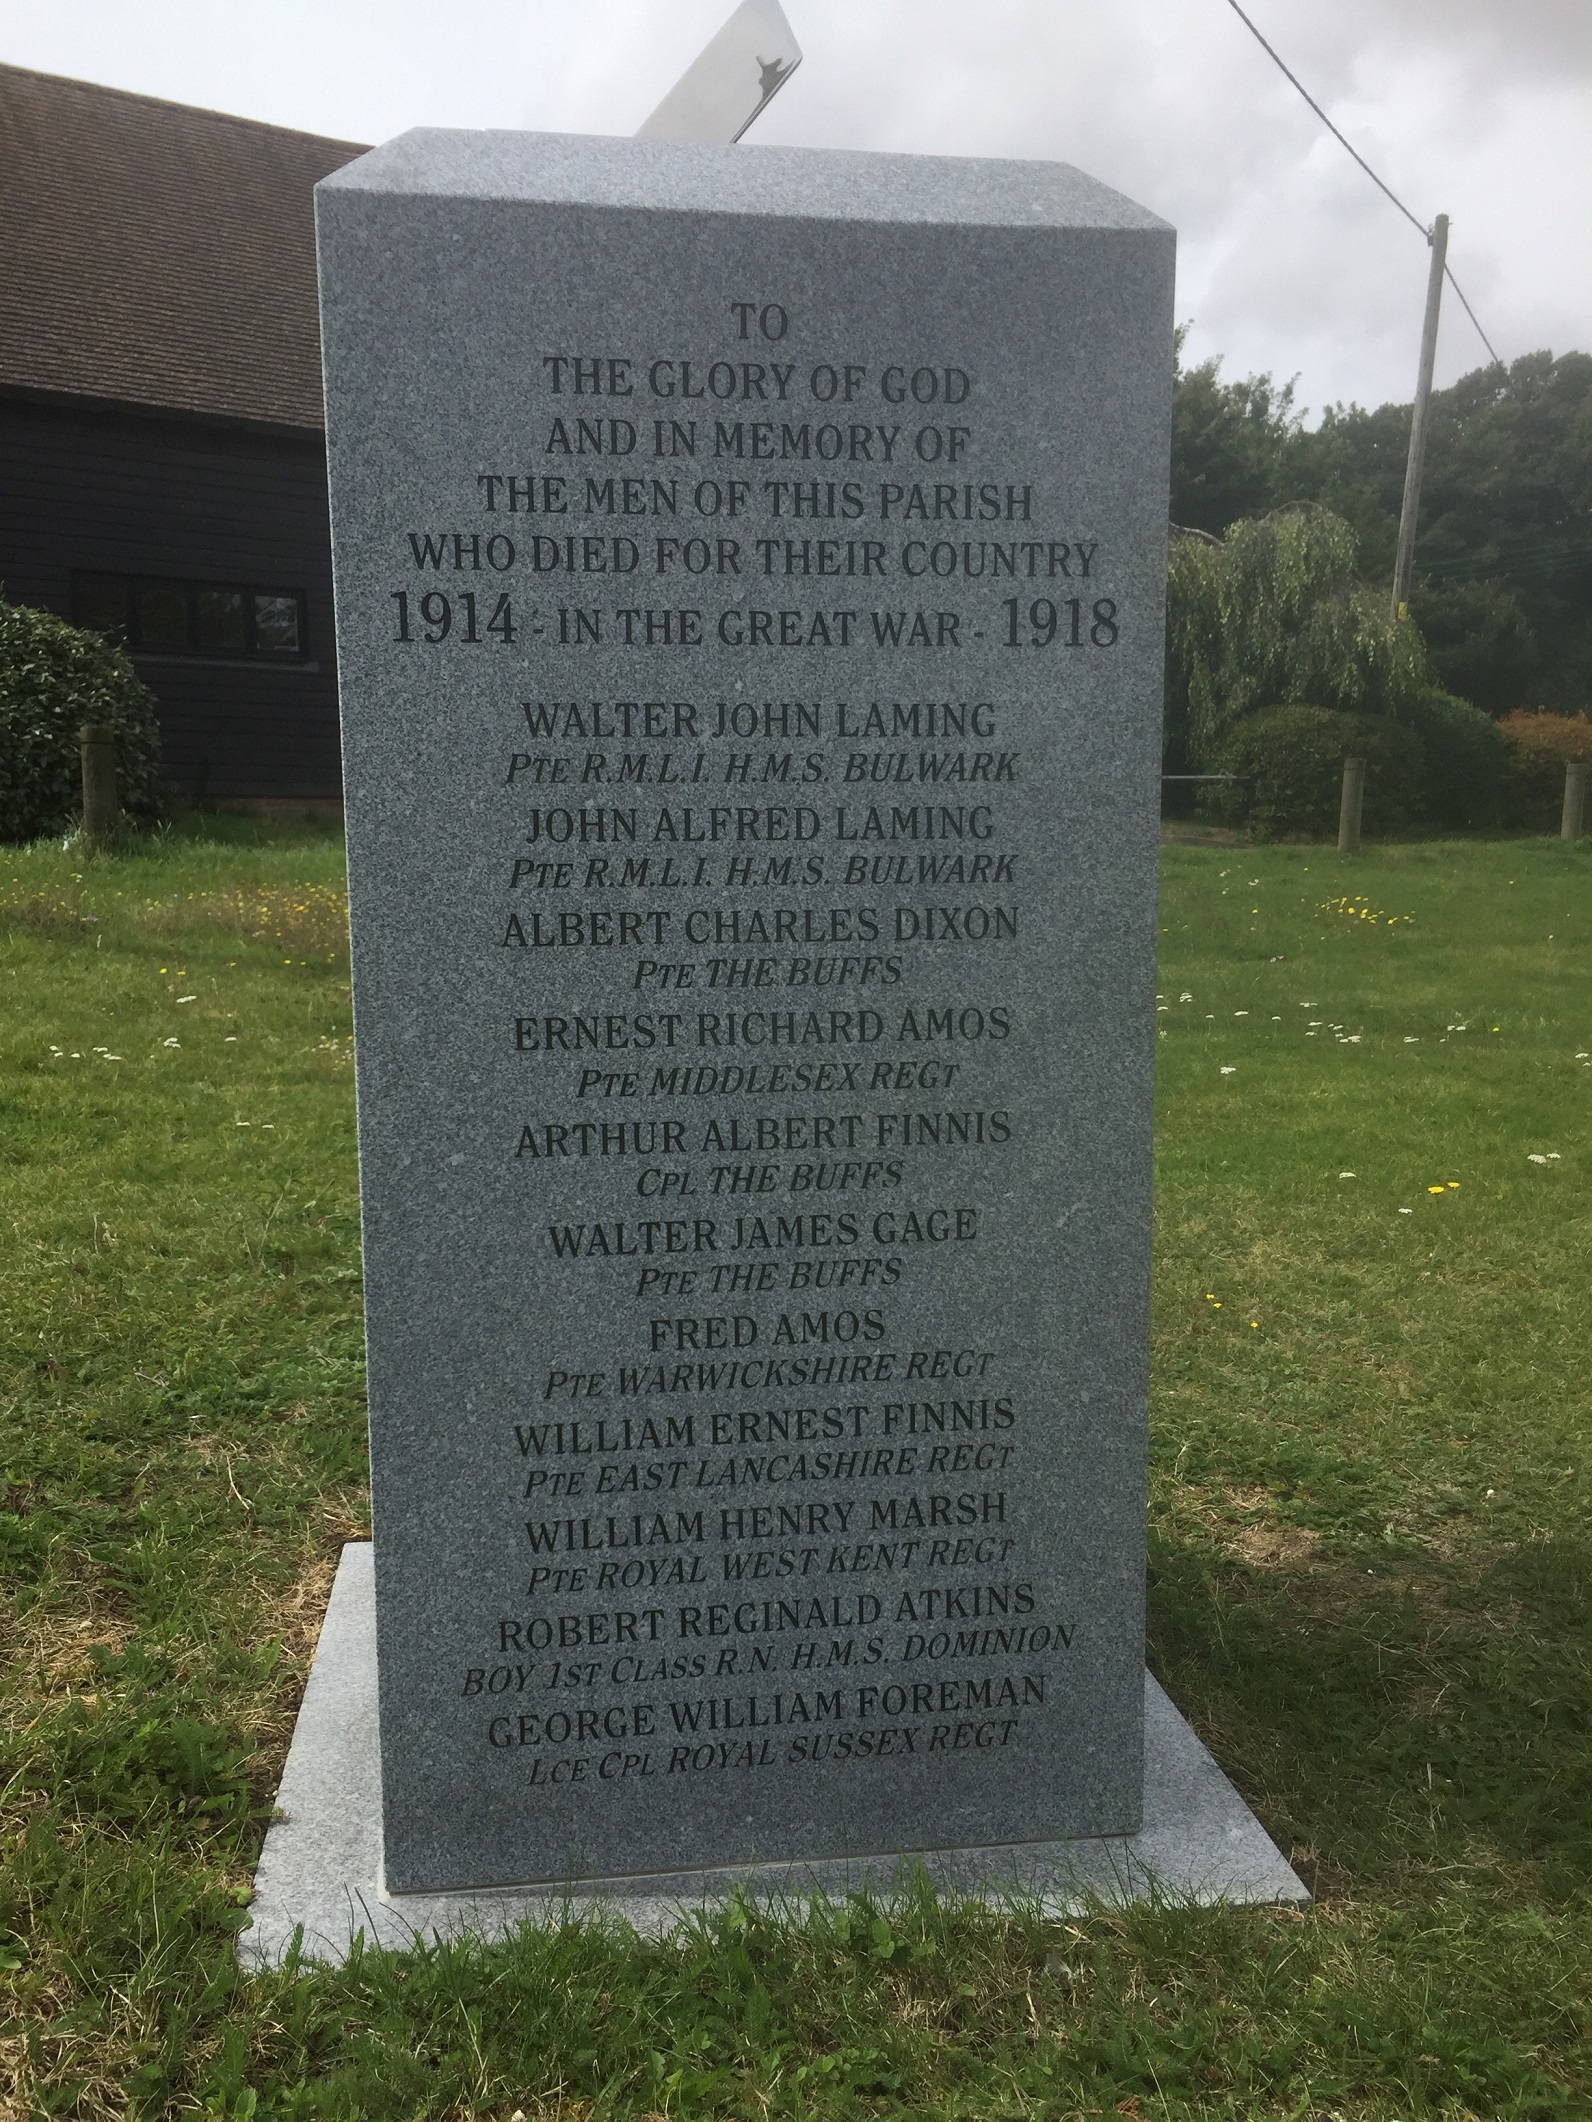 TO
THE GLORY OF GOD
AND IN MEMORY OF
THE MEN OF THIS PARISH
WHO DIED FOR THEIR COUNTRY
1914 - IN THE GREAT WAR - 1918
WALTER JOHN LAMING
PTE R.M.L.I. H.M.S. BULWARK
JOHN ALFRED LAMING
PTE R.M.L.I. H.M.S. BULWARK
ALBERT CHARLES DIXON
PTE THE BUFFS
ERNEST RICHARD AMOS
PTE MIDDLESEX REGT
ARTHUR ALBERT FINNIS
CPL THE BUFFS
WALTER JAMES GAGE
PTE THE BUFFS
FRED AMOS
PTE WARWICKSHIRE REGT
WILLIAM ERNEST FINNIS
PTE EAST LANCASHIRE REGT
WILLIAM HENRY MARSH
PTE ROYAL WEST KENT REGT
ROBERT REGINALD ATKINS
BOY 1ST CLASS R.N. H.M.S. DOMINION
GEORGE WILLIAM FOREMAN
LCE CPL ROYAL SUSSEX REGT